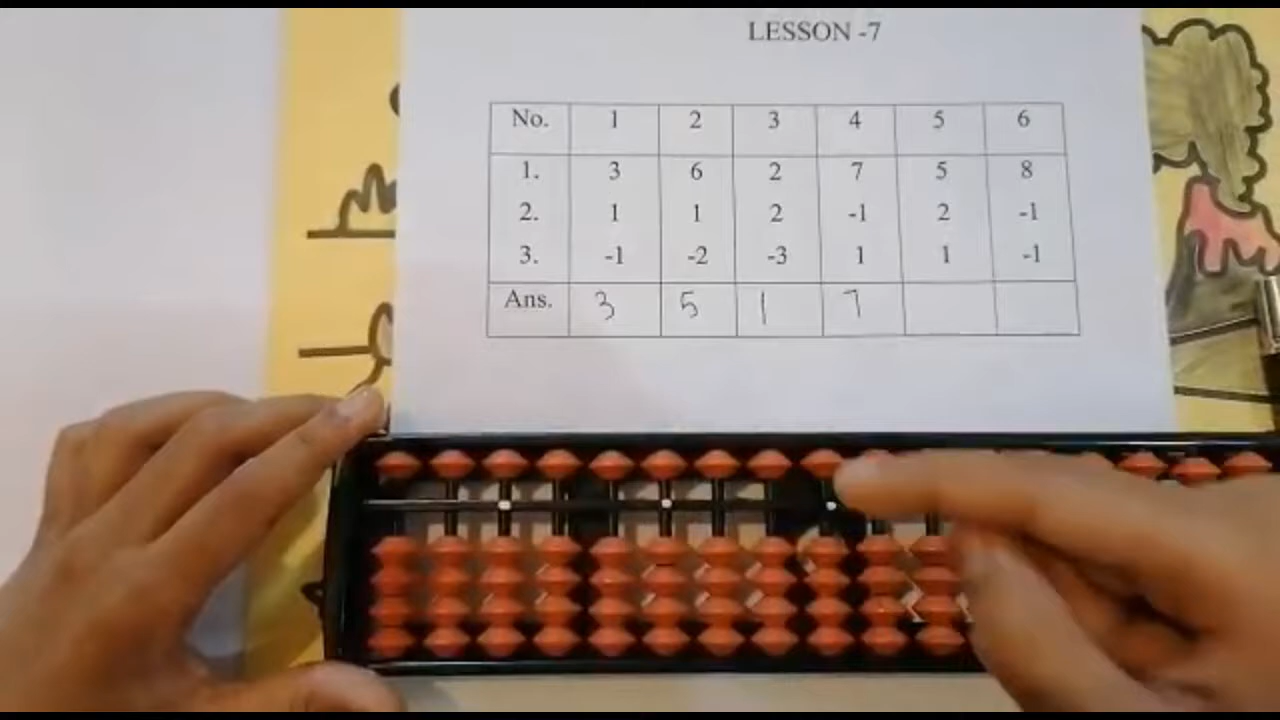 LESSON -7
No. 1 2 3 4 5 6
1. 3 6 2 7 5 8
2. 1 1 2 -1 2 -1
3. -1 -2 -3 1 1 -1
Ans. 3 5 1 7